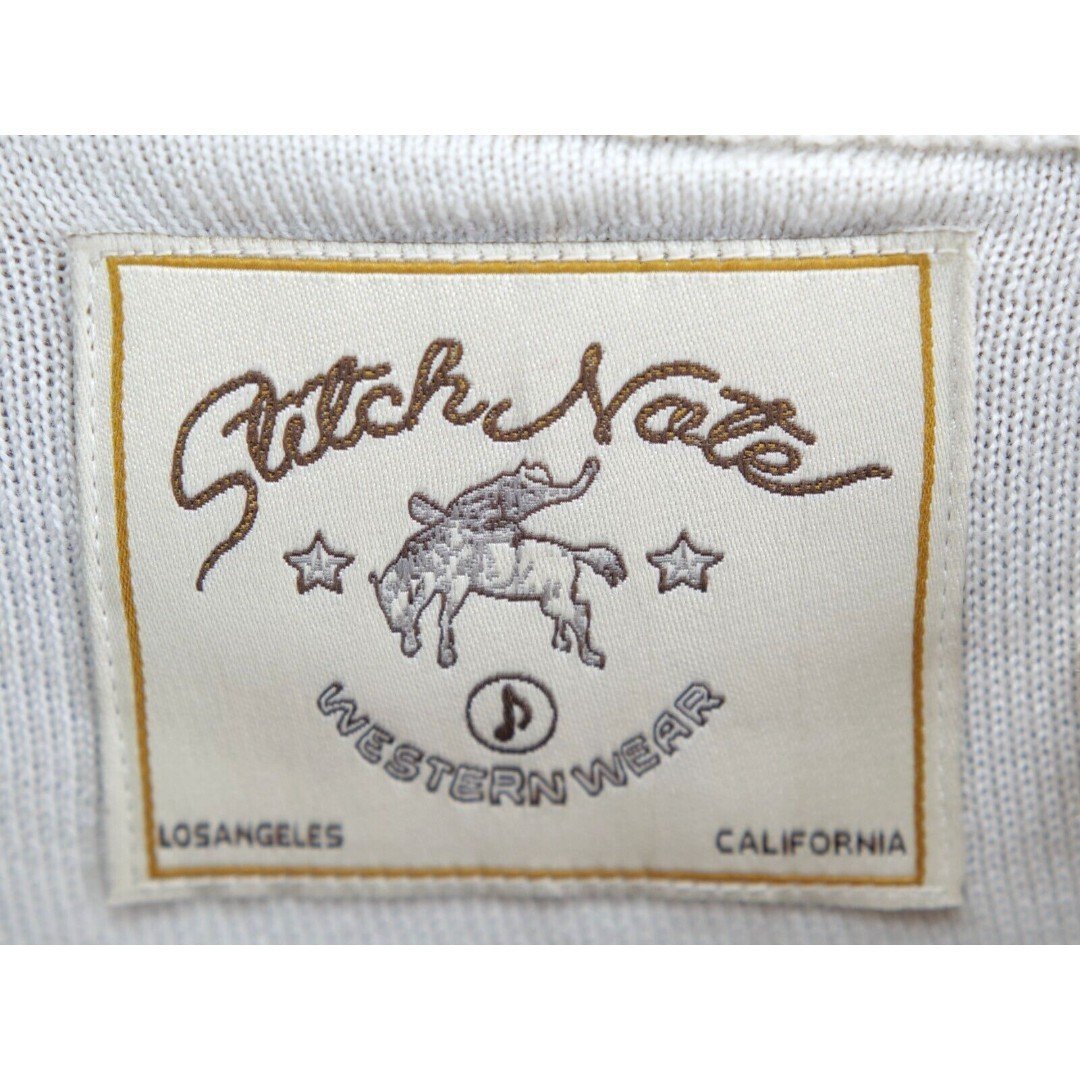 Stitch Note
WESTERN WEAR
LOSANGELES
CALIFORNIA